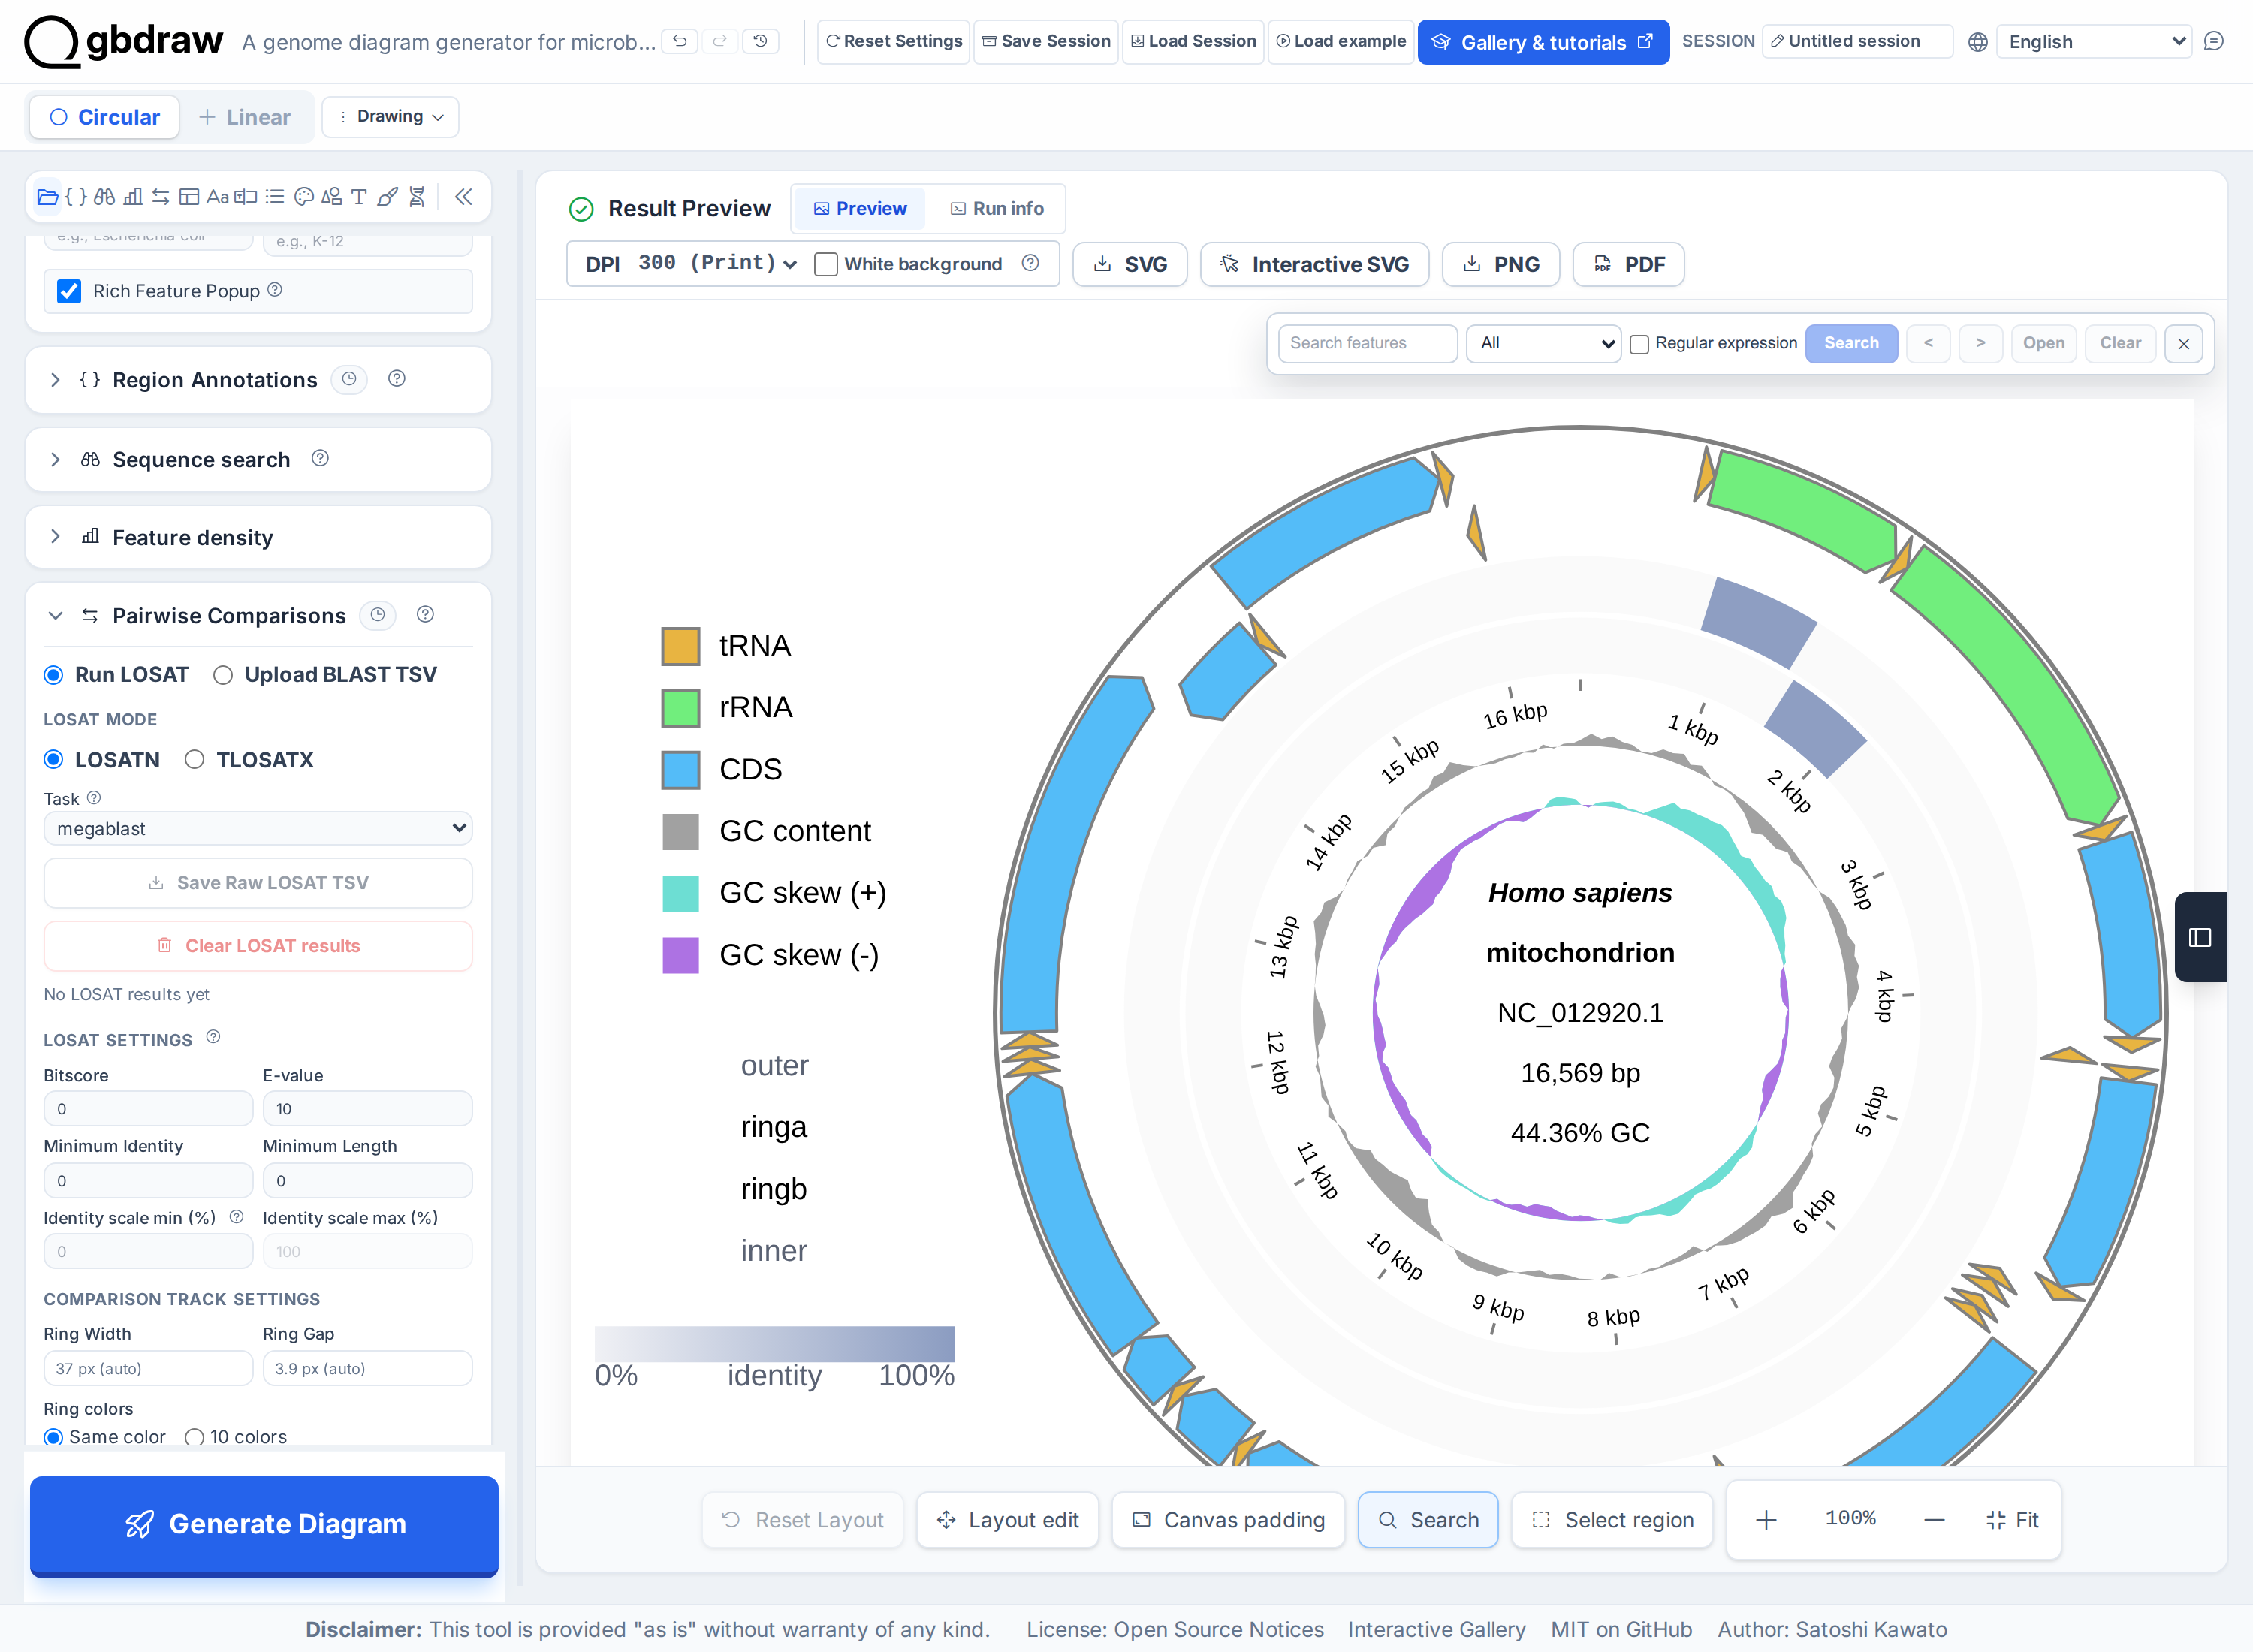 gbdraw A genome diagram generator for microb...
Reset Settings Save Session Load Session Load example Gallery & tutorials SESSION Untitled session English
Circular Linear Drawing
Result Preview Preview Run info
DPI 300 (Print) White background SVG Interactive SVG PNG PDF
Search features All Regular expression Search < > Open Clear
e.g., Escherichia coli e.g., K-12
Rich Feature Popup
Region Annotations
Sequence search
Feature density
Pairwise Comparisons
Run LOSAT Upload BLAST TSV
LOSAT MODE
LOSATN TLOSATX
Task
megablast
Save Raw LOSAT TSV
Clear LOSAT results
No LOSAT results yet
LOSAT SETTINGS
Bitscore E-value
0 10
Minimum Identity Minimum Length
0 0
Identity scale min (%) Identity scale max (%)
0 100
COMPARISON TRACK SETTINGS
Ring Width Ring Gap
37 px (auto) 3.9 px (auto)
Ring colors
Same color 10 colors
Generate Diagram
tRNA
rRNA
CDS
GC content
GC skew (+)
GC skew (-)
outer
ringa
ringb
inner
0% identity 100%
1 kbp
2 kbp
3 kbp
4 kbp
5 kbp
6 kbp
7 kbp
8 kbp
9 kbp
10 kbp
11 kbp
12 kbp
13 kbp
14 kbp
15 kbp
16 kbp
Homo sapiens
mitochondrion
NC_012920.1
16,569 bp
44.36% GC
Reset Layout Layout edit Canvas padding Search Select region 100% Fit
Disclaimer: This tool is provided "as is" without warranty of any kind. License: Open Source Notices Interactive Gallery MIT on GitHub Author: Satoshi Kawato